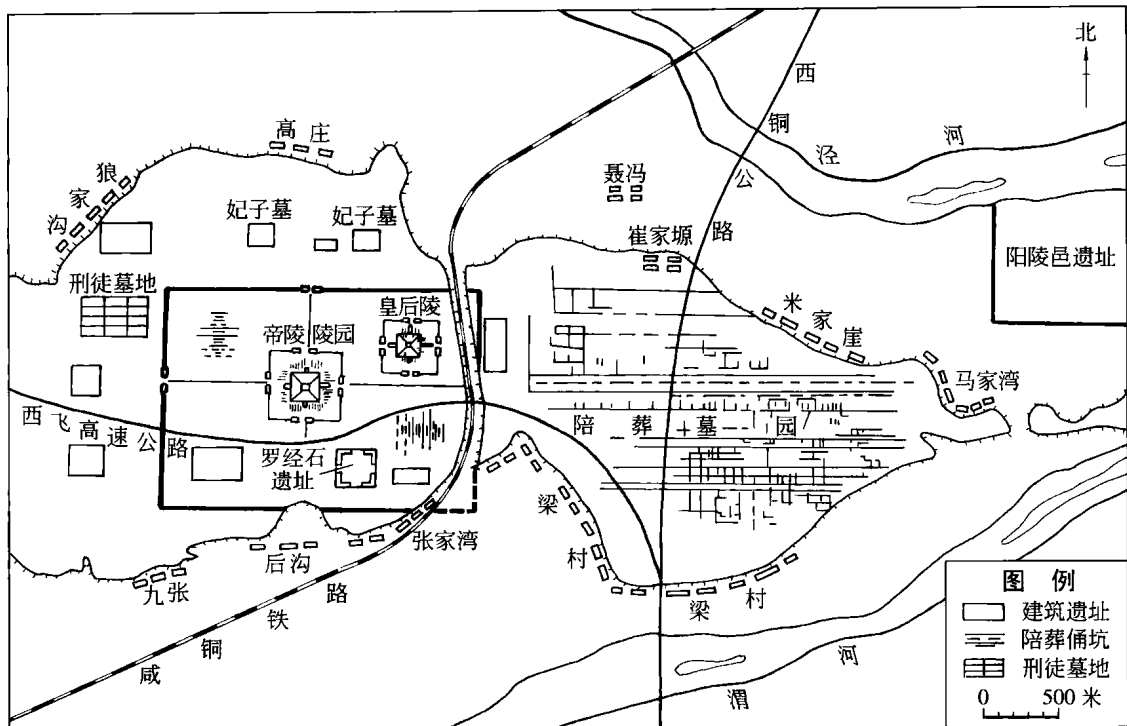 北
西铜公路
泾河
高庄
狼家沟
聂冯
妃子墓
妃子墓
崔家塬
阳陵邑遗址
刑徒墓地
皇后陵
米家崖
帝陵陵园
马家湾
西飞高速公路
陪葬墓园
罗经石
遗址
梁村
张家湾
后沟
九张
梁村
咸铜铁路
渭河
图例
建筑遗址
陪葬俑坑
刑徒墓地
0 500米